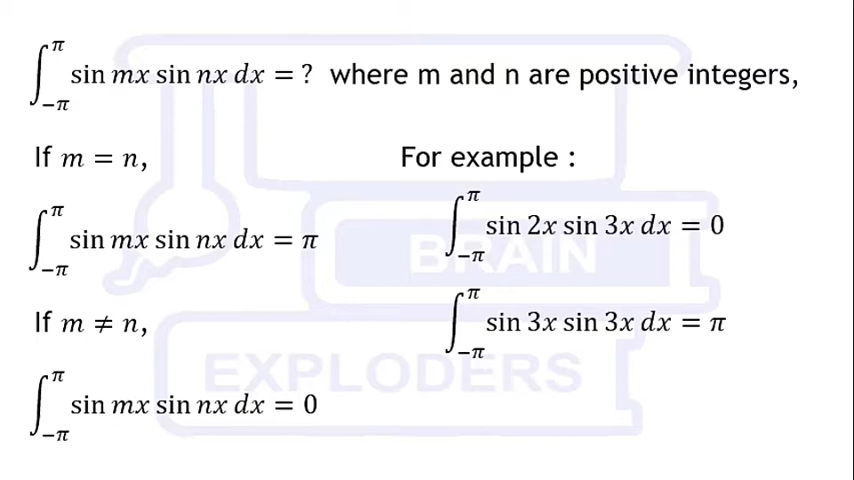 ∫_{-π}^{π} sin mx sin nx dx = ? where m and n are positive integers,
If m = n,
∫_{-π}^{π} sin mx sin nx dx = π
If m ≠ n,
∫_{-π}^{π} sin mx sin nx dx = 0
For example :
∫_{-π}^{π} sin 2x sin 3x dx = 0
∫_{-π}^{π} sin 3x sin 3x dx = π
BRAIN
EXPLODERS